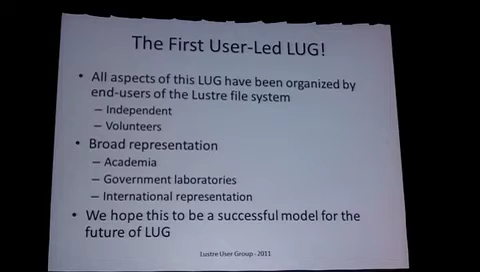 The First User-Led LUG!
• All aspects of this LUG have been organized by
end-users of the Lustre file system
– Independent
– Volunteers
• Broad representation
– Academia
– Government laboratories
– International representation
• We hope this to be a successful model for the
future of LUG
Lustre User Group - 2011